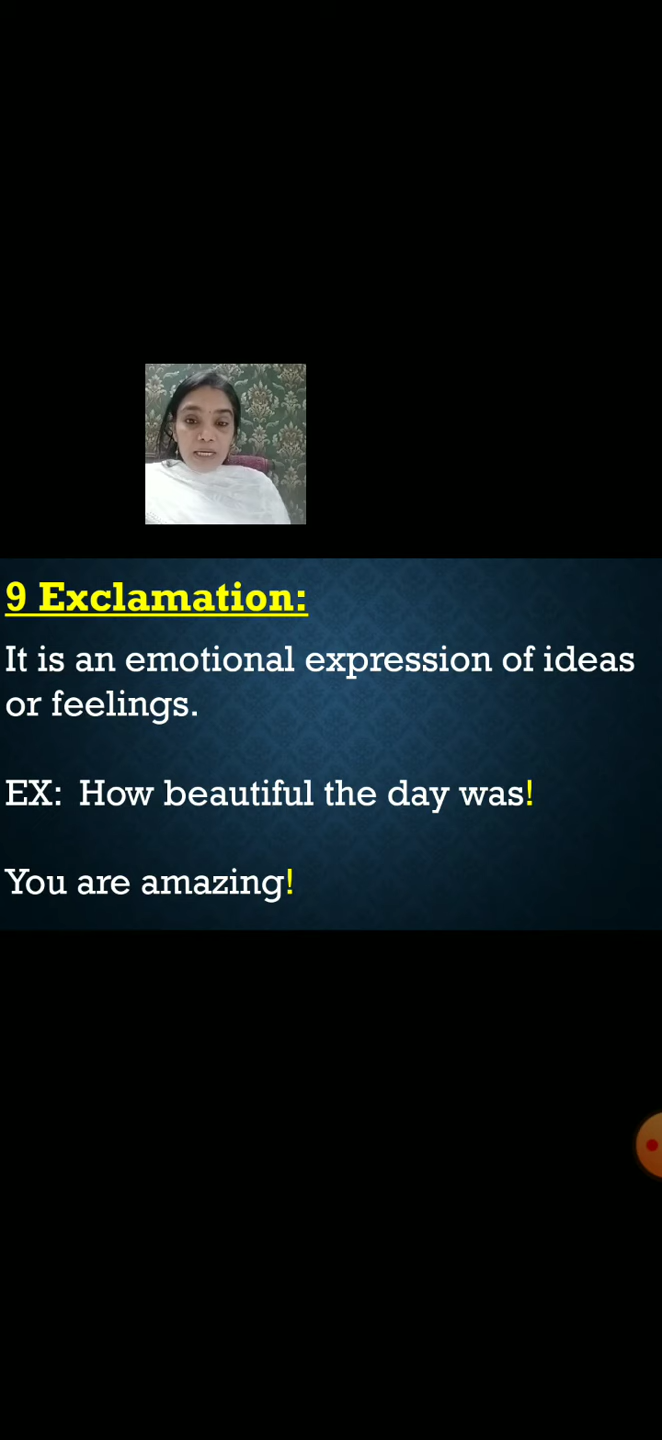 9 Exclamation:
It is an emotional expression of ideas
or feelings.
EX: How beautiful the day was!
You are amazing!